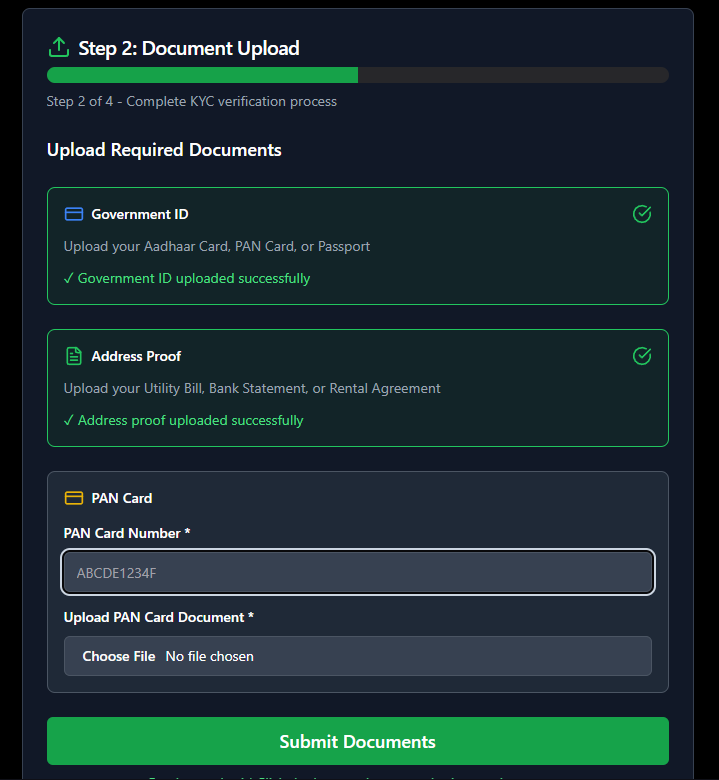 Step 2: Document Upload
Step 2 of 4 - Complete KYC verification process
Upload Required Documents
Government ID
Upload your Aadhaar Card, PAN Card, or Passport
✓ Government ID uploaded successfully
Address Proof
Upload your Utility Bill, Bank Statement, or Rental Agreement
✓ Address proof uploaded successfully
PAN Card
PAN Card Number *
ABCDE1234F
Upload PAN Card Document *
Choose File No file chosen
Submit Documents